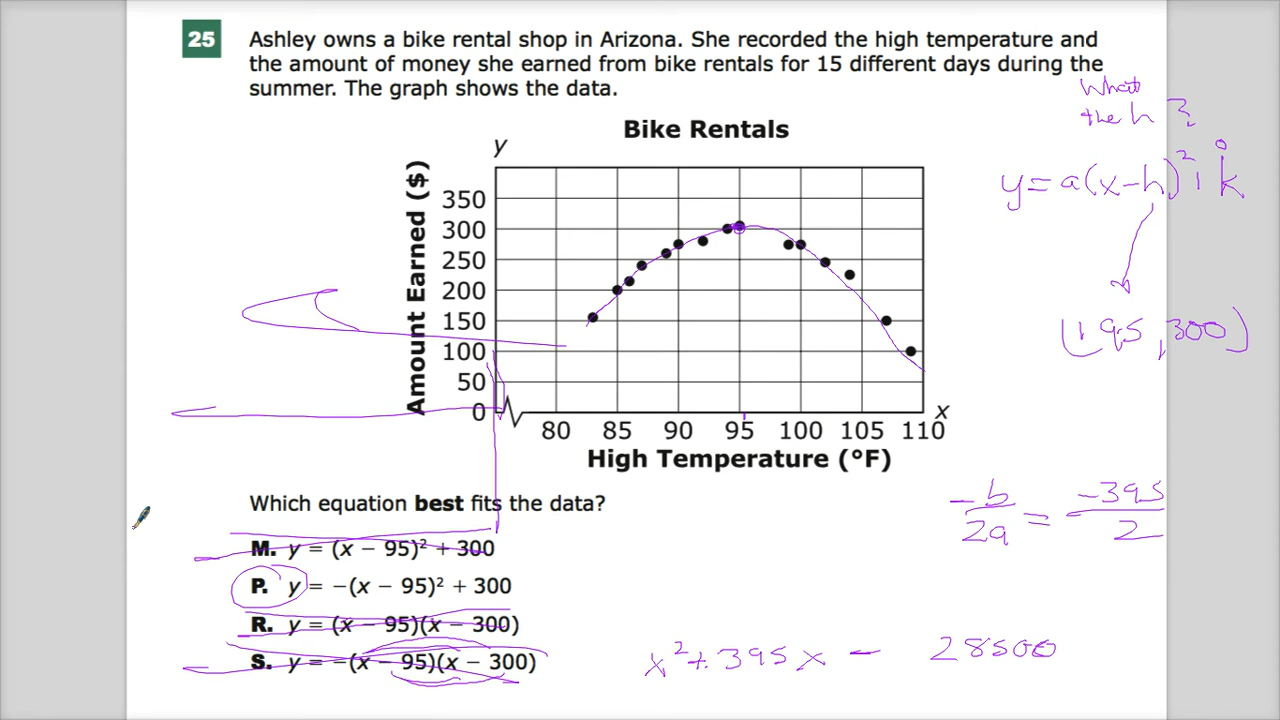 25
Ashley owns a bike rental shop in Arizona. She recorded the high temperature and
the amount of money she earned from bike rentals for 15 different days during the
summer. The graph shows the data.
What
the h ?
Bike Rentals
y
Amount Earned ($)
350
300
250
200
150
100
50
0
80 85 90 95 100 105 110
x
High Temperature (°F)
y = a(x-h)² + k
(95, 300)
Which equation best fits the data?
M. y = (x − 95)² + 300
P. y = −(x − 95)² + 300
R. y = (x − 95)(x − 300)
S. y = −(x − 95)(x − 300)
-b/2a = -395/2
x² + 395x - 28500